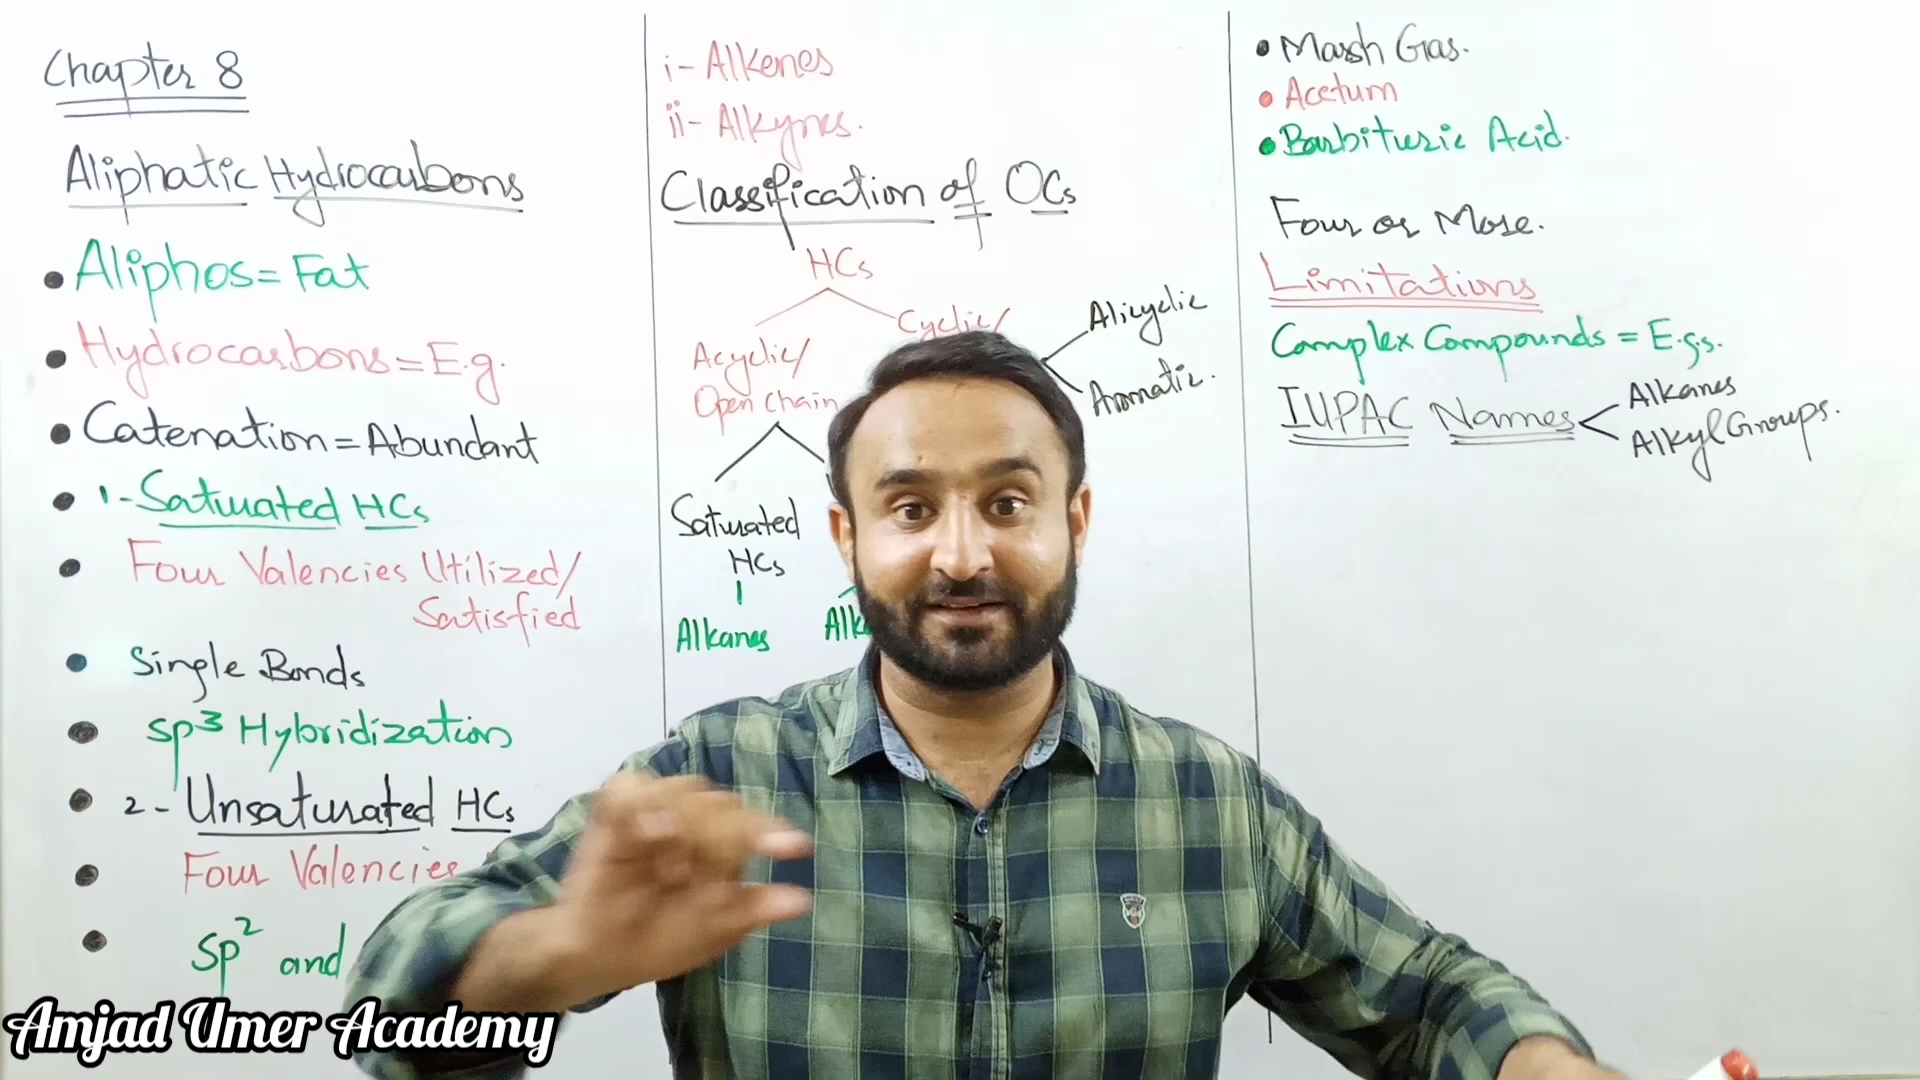 Chapter 8
Aliphatic Hydrocarbons
Aliphos = Fat
Hydrocarbons = E.g.
Catenation = Abundant
1- Saturated HCs
Four Valencies Utilized/
Satisfied
Single Bonds
sp³ Hybridization
2- Unsaturated HCs
Four Valencies
sp² and
i- Alkenes
ii- Alkynes.
Classification of OCs
HCs
Cyclic/
Acyclic/
Open Chain
Alicyclic
Aromatic.
Saturated
HCs
Alkanes
Alk
Marsh Gas.
Acetum
Barbituric Acid.
Four or More.
Limitations
Complex Compounds = E.gs.
IUPAC Names
Alkanes
Alkyl Groups.
Amjad Umer Academy